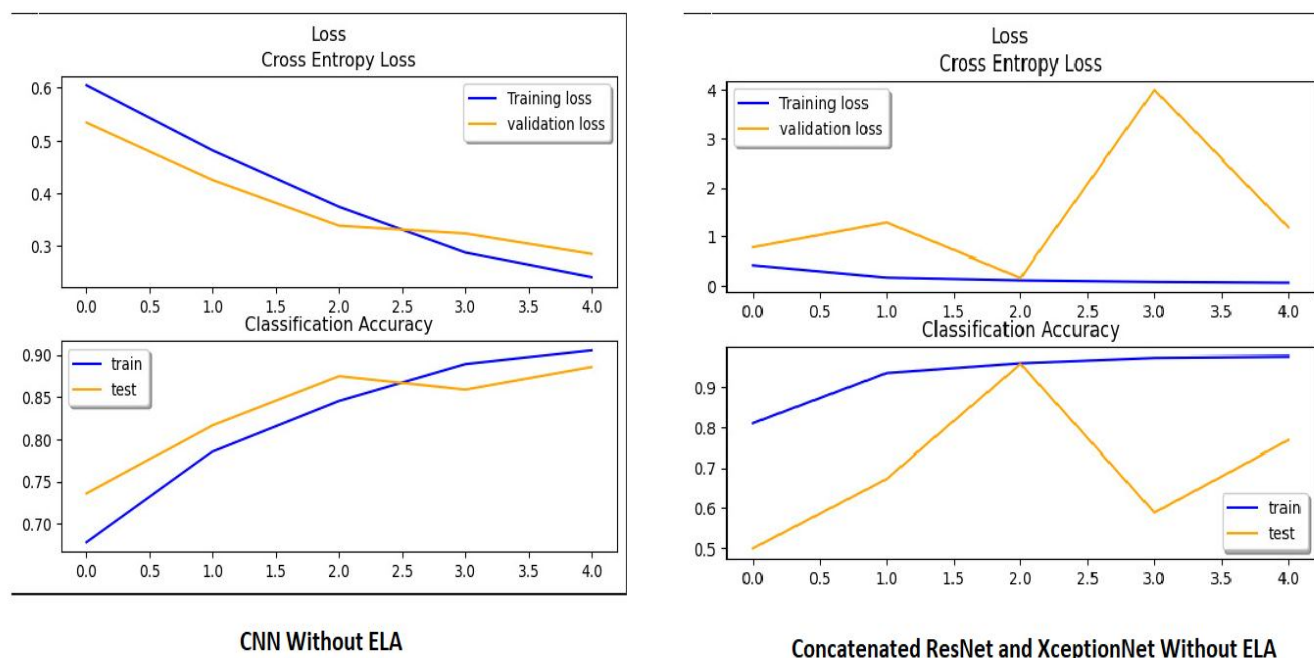 Loss
Cross Entropy Loss
0.6
0.5
0.4
0.3
Training loss
validation loss
0.0 0.5 1.0 1.5 2.0 2.5 3.0 3.5 4.0
Classification Accuracy
0.90
0.85
0.80
0.75
0.70
train
test
0.0 0.5 1.0 1.5 2.0 2.5 3.0 3.5 4.0
CNN Without ELA
Loss
Cross Entropy Loss
4
3
2
1
0
Training loss
validation loss
0.0 0.5 1.0 1.5 2.0 2.5 3.0 3.5 4.0
Classification Accuracy
0.9
0.8
0.7
0.6
0.5
train
test
0.0 0.5 1.0 1.5 2.0 2.5 3.0 3.5 4.0
Concatenated ResNet and XceptionNet Without ELA